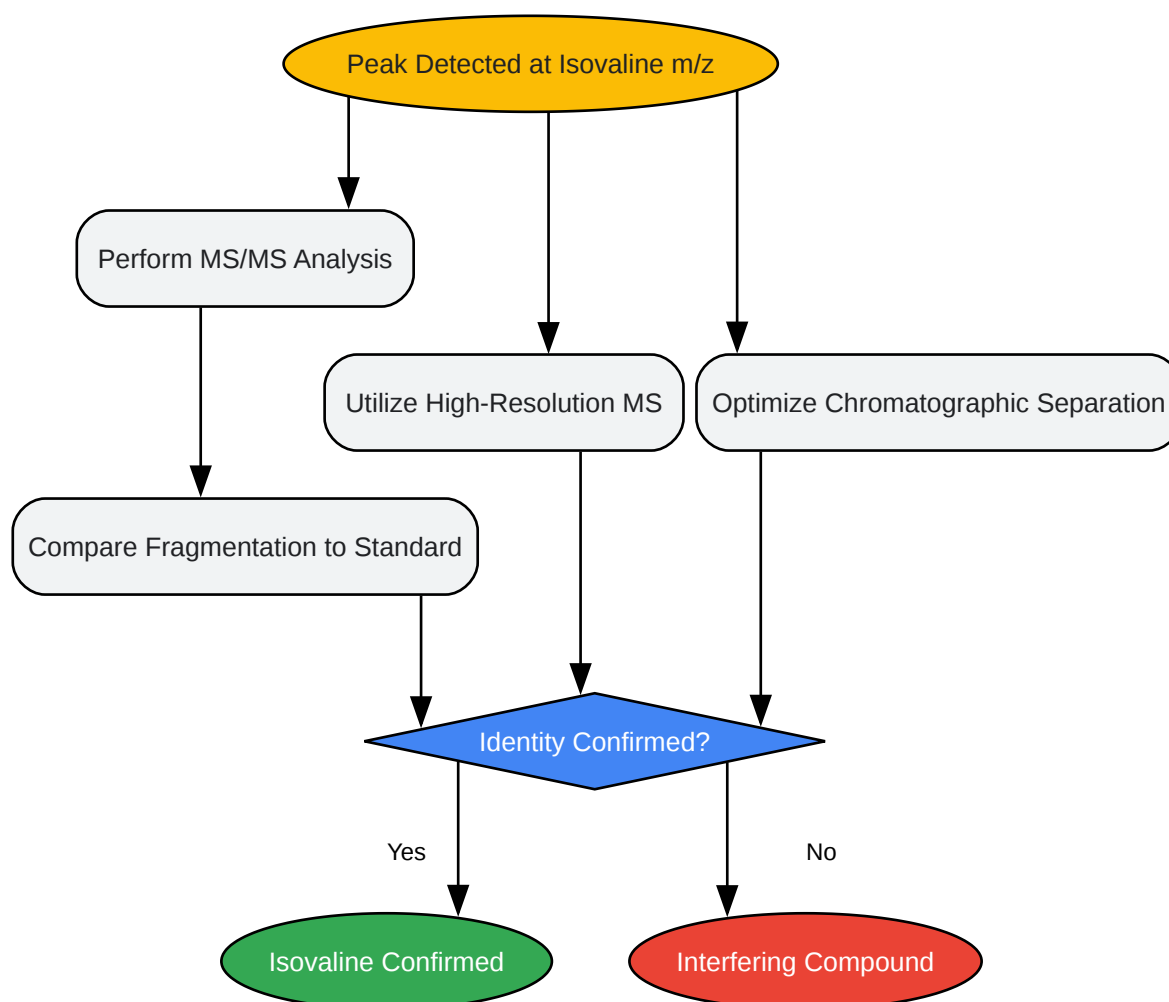 Peak Detected at Isovaline m/z
Perform MS/MS Analysis
Utilize High-Resolution MS
Optimize Chromatographic Separation
Compare Fragmentation to Standard
Identity Confirmed?
Yes
No
Isovaline Confirmed
Interfering Compound